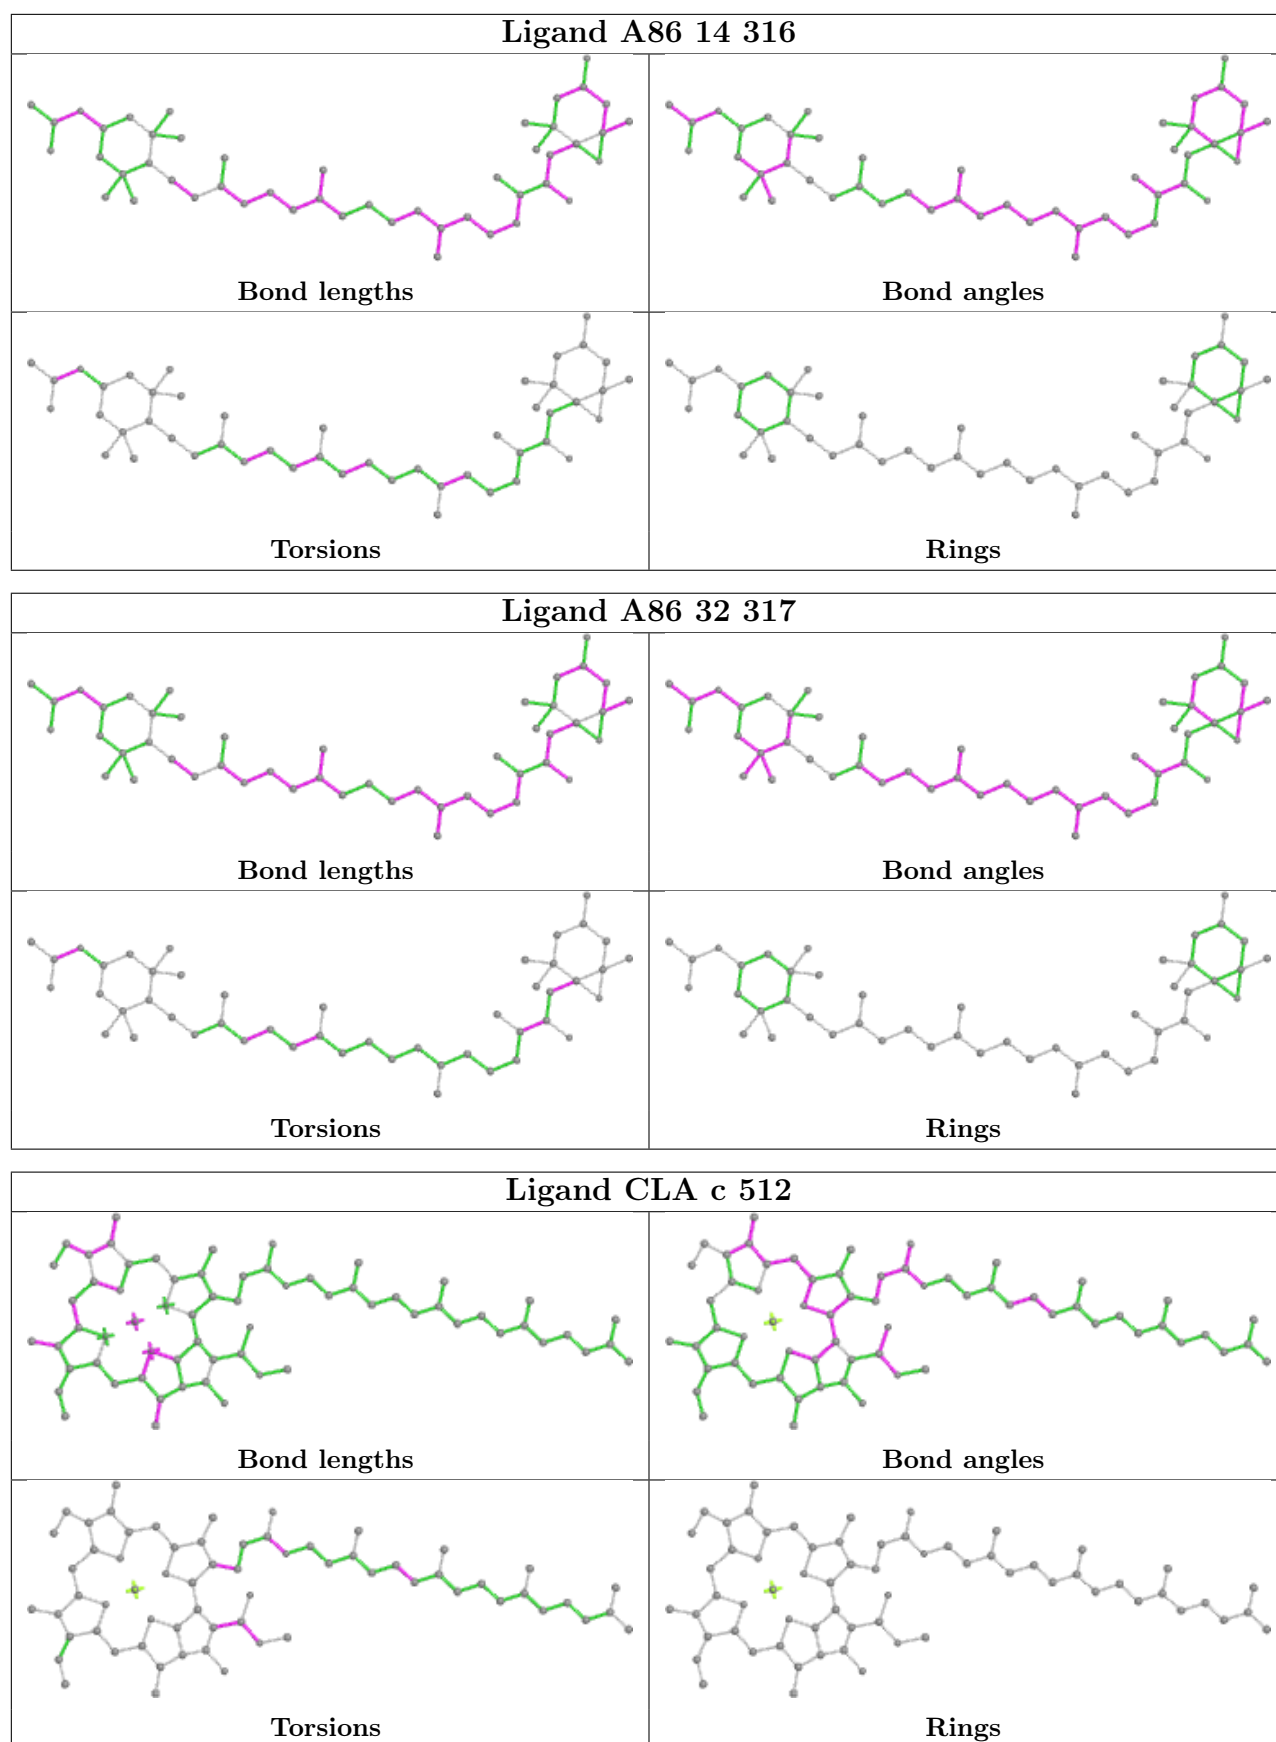 Ligand A86 14 316
Bond lengths
Bond angles
Torsions
Rings
Ligand A86 32 317
Bond lengths
Bond angles
Torsions
Rings
Ligand CLA c 512
Bond lengths
Bond angles
Torsions
Rings